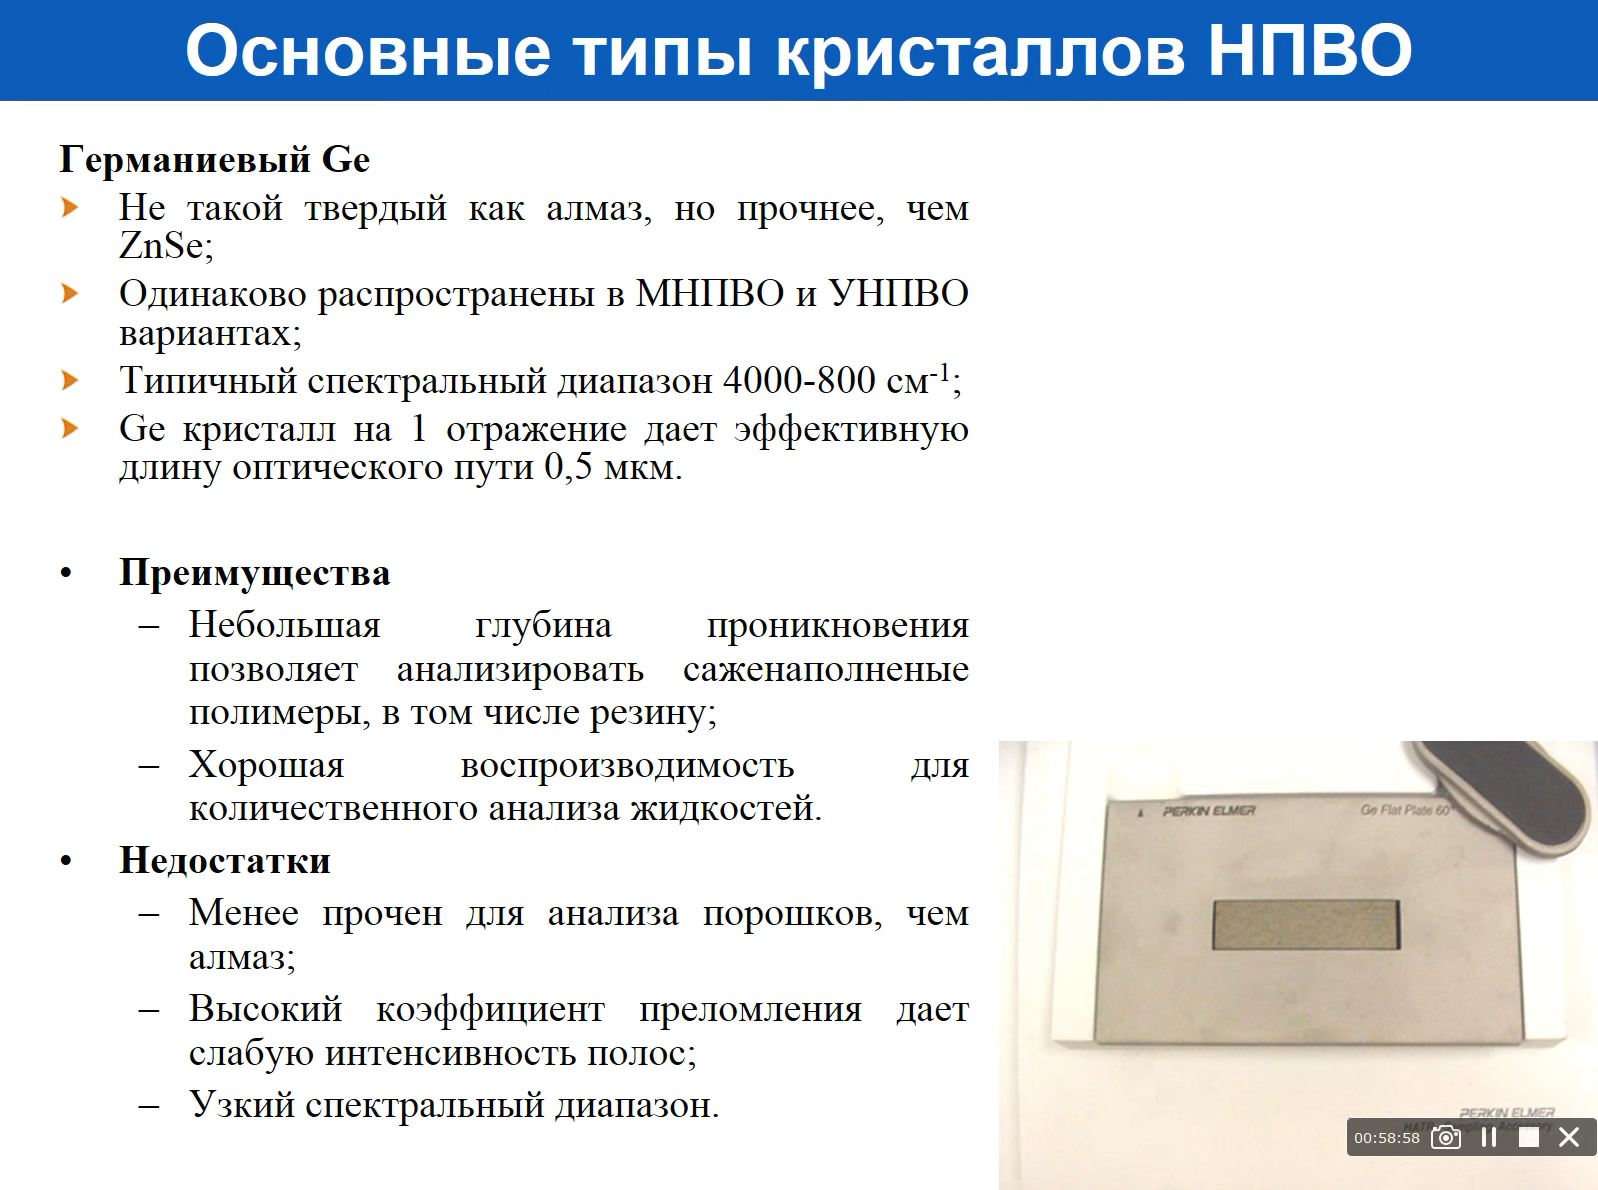 Основные типы кристаллов НПВО
Германиевый Ge
Не такой твердый как алмаз, но прочнее, чем
ZnSe;
Одинаково распространены в МНПВО и УНПВО
вариантах;
Типичный спектральный диапазон 4000-800 см-1;
Ge кристалл на 1 отражение дает эффективную
длину оптического пути 0,5 мкм.
• Преимущества
– Небольшая глубина проникновения
позволяет анализировать саженаполненые
полимеры, в том числе резину;
– Хорошая воспроизводимость для
количественного анализа жидкостей.
• Недостатки
– Менее прочен для анализа порошков, чем
алмаз;
– Высокий коэффициент преломления дает
слабую интенсивность полос;
– Узкий спектральный диапазон.
PERKIN ELMER Ge Flat Plate 60°
PERKIN ELMER
HATR Sampling Accessory
00:58:58